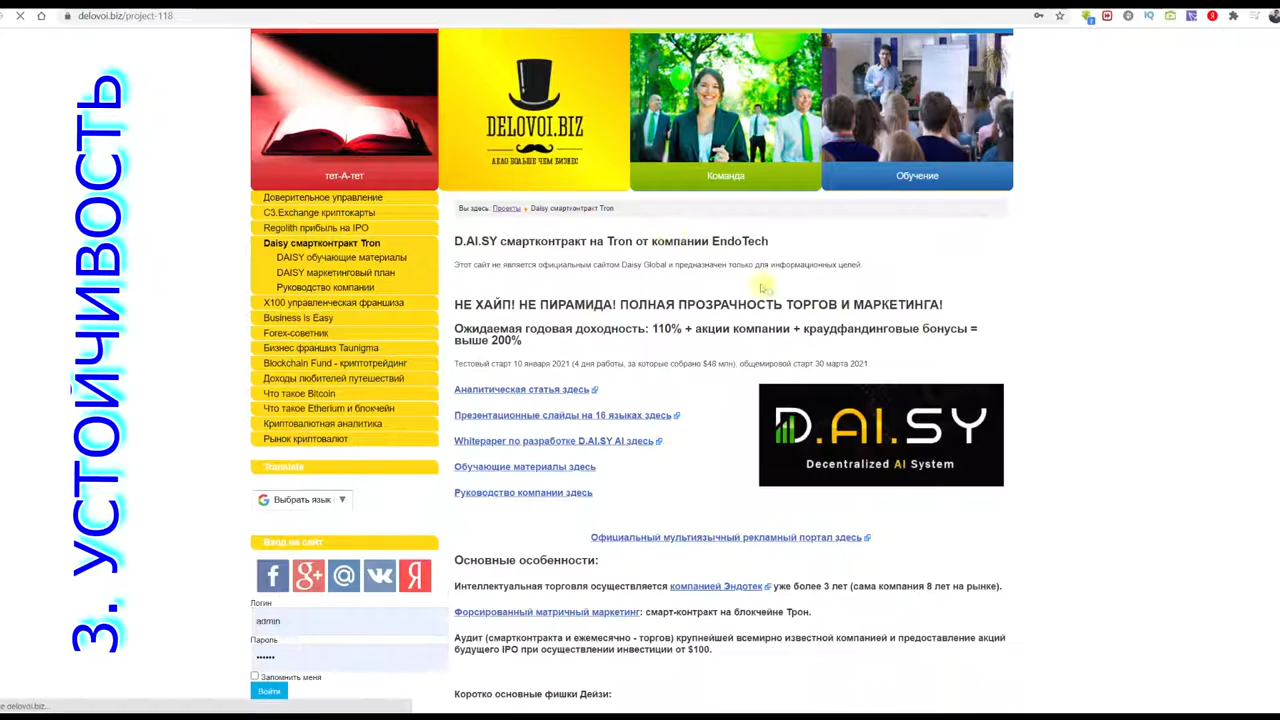 delovoi.biz/project-118
3. УСТОЙЧИВОСТЬ
тет-А-тет
DELOVOI.BIZ
Команда
Обучение
Доверительное управление
C3.Exchange криптокарты
Regolith прибыль на IPO
Daisy смартконтракт Tron
DAISY обучающие материалы
DAISY маркетинговый план
Руководство компании
X100 управленческая франшиза
Business is Easy
Forex-советник
Бизнес франшиз Taunigma
Blockchain Fund - криптотрейдинг
Доходы любителей путешествий
Что такое Bitcoin
Что такое Etherium и блокчейн
Криптовалютная аналитика
Рынок криптовалют
Translate
Выбрать язык ▼
Вход на сайт
Логин
admin
Пароль
••••••
Запомнить меня
Войти
Вы здесь: Проекты Daisy смартконтракт Tron
D.AI.SY смартконтракт на Tron от компании EndoTech
Этот сайт не является официальным сайтом Daisy Global и предназначен только для информационных целей.
НЕ ХАЙП! НЕ ПИРАМИДА! ПОЛНАЯ ПРОЗРАЧНОСТЬ ТОРГОВ И МАРКЕТИНГА!
Ожидаемая годовая доходность: 110% + акции компании + краудфандинговые бонусы =
выше 200%
Тестовый старт 10 января 2021 (4 дня работы, за которые собрано $48 млн), общемировой старт 30 марта 2021.
Аналитическая статья здесь
Презентационные слайды на 16 языках здесь
Whitepaper по разработке D.AI.SY AI здесь
Обучающие материалы здесь
Руководство компании здесь
D.AI.SY
Decentralized AI System
Официальный мультиязычный рекламный портал здесь
Основные особенности:
Интеллектуальная торговля осуществляется компанией Эндотек уже более 3 лет (сама компания 8 лет на рынке).
Форсированный матричный маркетинг: смарт-контракт на блокчейне Трон.
Аудит (смартконтракта и ежемесячно - торгов) крупнейшей всемирно известной компанией и предоставление акций
будущего IPO при осуществлении инвестиции от $100.
Коротко основные фишки Дейзи: